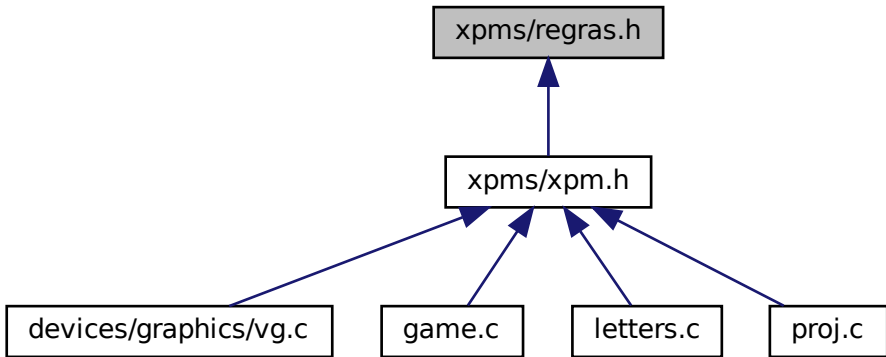 xpms/regras.h
xpms/xpm.h
devices/graphics/vg.c
game.c
letters.c
proj.c